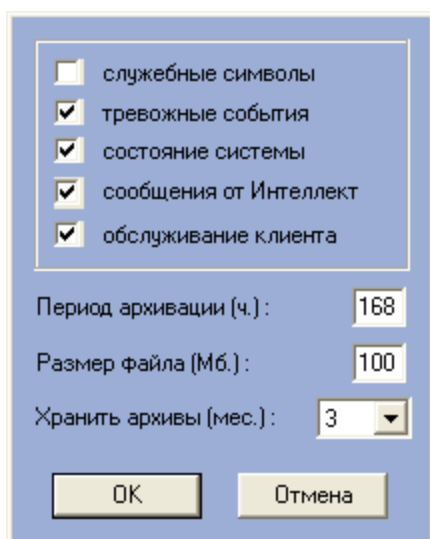 служебные символы
тревожные события
состояние системы
сообщения от Интеллект
обслуживание клиента
Период архивации (ч.) : 168
Размер файла (Мб.) : 100
Хранить архивы (мес.) : 3
OK Отмена